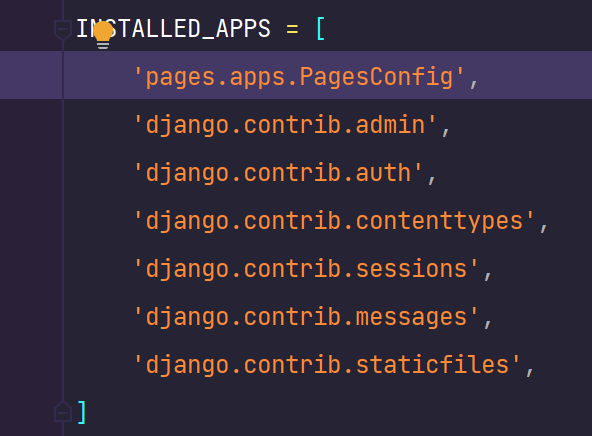 INSTALLED_APPS = [
'pages.apps.PagesConfig',
'django.contrib.admin',
'django.contrib.auth',
'django.contrib.contenttypes',
'django.contrib.sessions',
'django.contrib.messages',
'django.contrib.staticfiles',
]